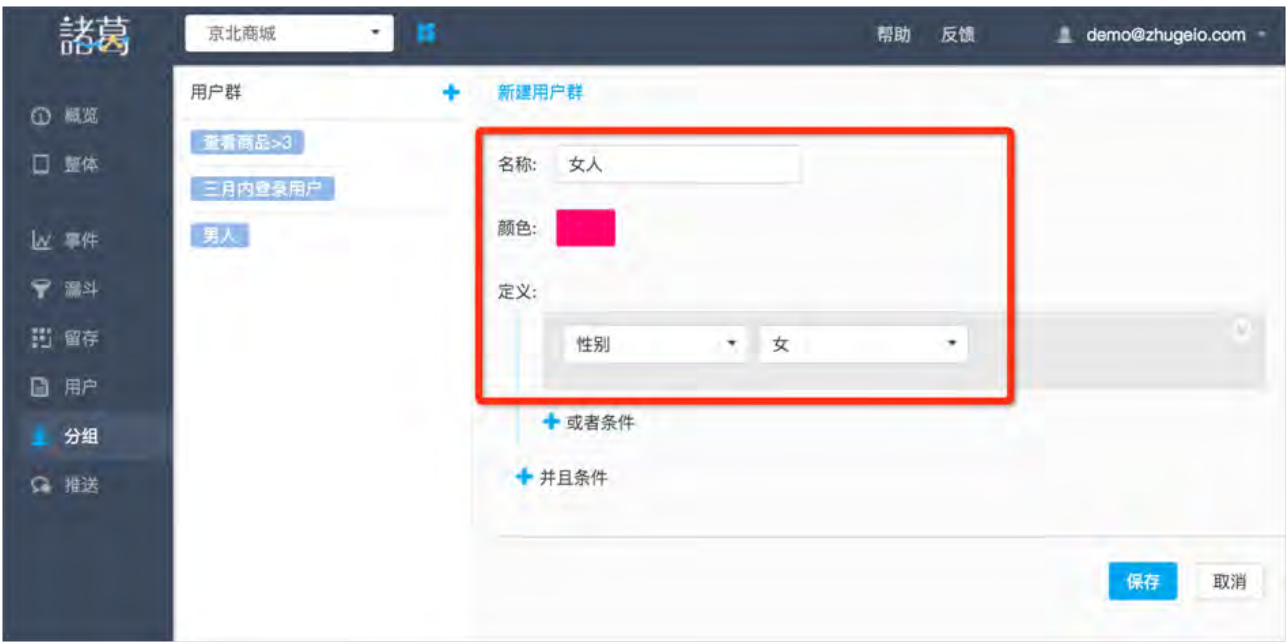 諸葛 京北商城 帮助 反馈 demo@zhugeio.com
用户群 新建用户群
概览
整体
事件
漏斗
留存
用户
分组
推送
查看商品>3
三月内登录用户
男人
名称: 女人
颜色:
定义:
性别 女
或者条件
并且条件
保存 取消